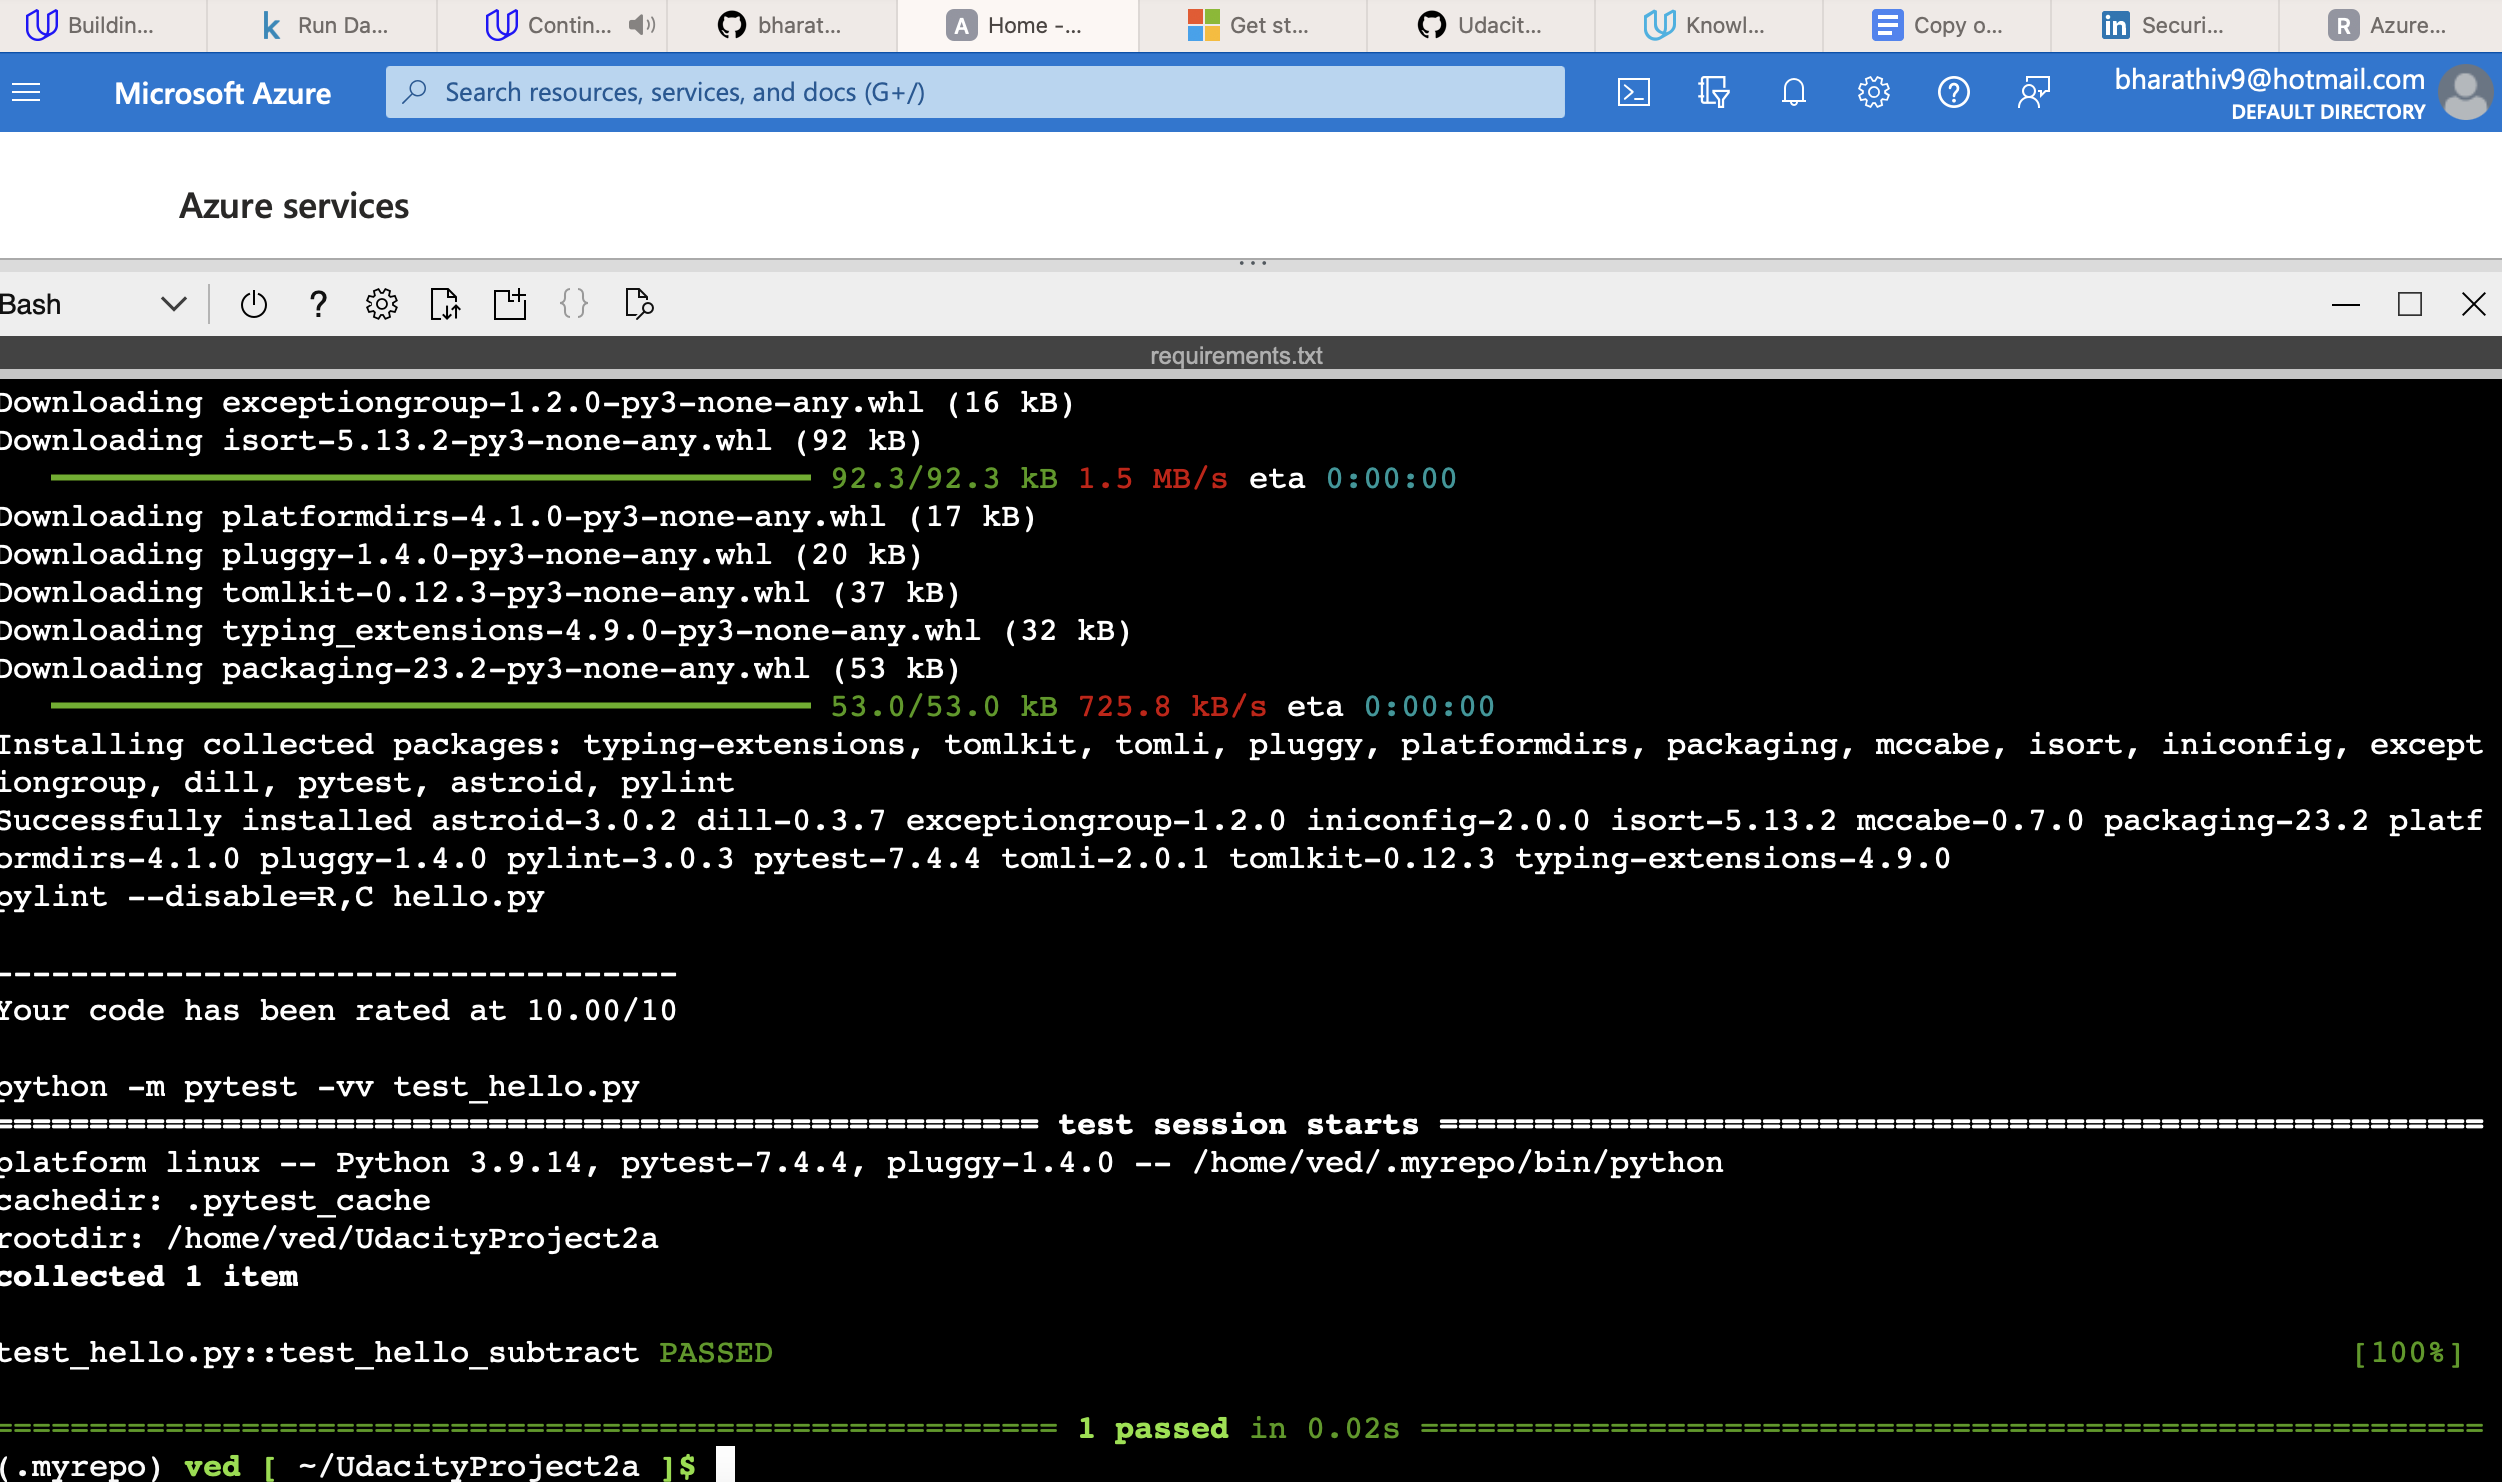 Buildin...
k Run Da...
Contin...
bharat...
A Home -...
Get st...
Udacit...
Knowl...
Copy o...
in Securi...
R Azure...
Microsoft Azure
Search resources, services, and docs (G+/)
bharathiv9@hotmail.com
DEFAULT DIRECTORY
Azure services
Bash
requirements.txt
Downloading exceptiongroup-1.2.0-py3-none-any.whl (16 kB)
Downloading isort-5.13.2-py3-none-any.whl (92 kB)
92.3/92.3 kB 1.5 MB/s eta 0:00:00
Downloading platformdirs-4.1.0-py3-none-any.whl (17 kB)
Downloading pluggy-1.4.0-py3-none-any.whl (20 kB)
Downloading tomlkit-0.12.3-py3-none-any.whl (37 kB)
Downloading typing_extensions-4.9.0-py3-none-any.whl (32 kB)
Downloading packaging-23.2-py3-none-any.whl (53 kB)
53.0/53.0 kB 725.8 kB/s eta 0:00:00
Installing collected packages: typing-extensions, tomlkit, tomli, pluggy, platformdirs, packaging, mccabe, isort, iniconfig, except
iongroup, dill, pytest, astroid, pylint
Successfully installed astroid-3.0.2 dill-0.3.7 exceptiongroup-1.2.0 iniconfig-2.0.0 isort-5.13.2 mccabe-0.7.0 packaging-23.2 platf
ormdirs-4.1.0 pluggy-1.4.0 pylint-3.0.3 pytest-7.4.4 tomli-2.0.1 tomlkit-0.12.3 typing-extensions-4.9.0
pylint --disable=R,C hello.py
------------------------------------
Your code has been rated at 10.00/10
python -m pytest -vv test_hello.py
======================================================= test session starts =======================================================
platform linux -- Python 3.9.14, pytest-7.4.4, pluggy-1.4.0 -- /home/ved/.myrepo/bin/python
cachedir: .pytest_cache
rootdir: /home/ved/UdacityProject2a
collected 1 item
test_hello.py::test_hello_subtract PASSED [100%]
======================================================== 1 passed in 0.02s ========================================================
(.myrepo) ved [ ~/UdacityProject2a ]$